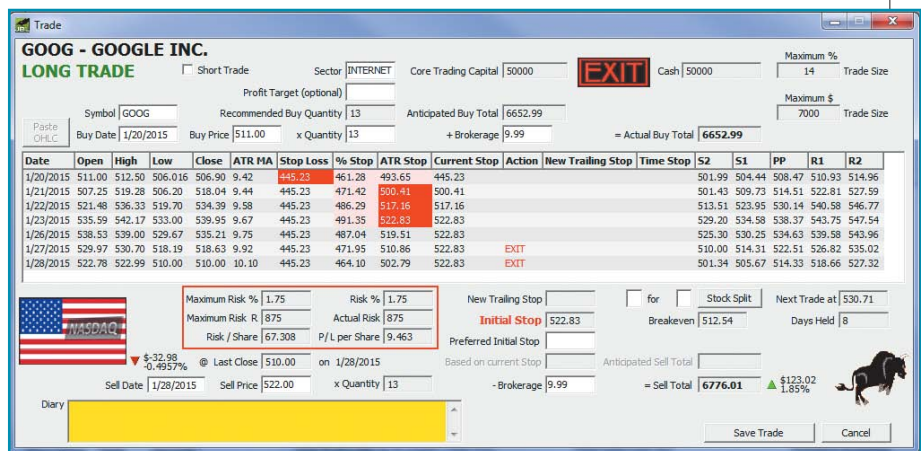 Trade
GOOG - GOOGLE INC.
LONG TRADE
Short Trade
Sector INTERNET
Core Trading Capital 50000
EXIT
Cash 50000
Maximum %
14 Trade Size
Profit Target (optional)
Maximum $
7000 Trade Size
Symbol GOOG
Recommended Buy Quantity 13
Anticipated Buy Total 6652.99
Paste OHLC
Buy Date 1/20/2015 Buy Price 511.00 x Quantity 13 + Brokerage 9.99 = Actual Buy Total 6652.99
Date Open High Low Close ATR MA Stop Loss % Stop ATR Stop Current Stop Action New Trailing Stop Time Stop S2 S1 PP R1 R2
1/20/2015 511.00 512.50 506.016 506.90 9.42 445.23 461.28 493.65 445.23 501.99 504.44 508.47 510.93 514.96
1/21/2015 507.25 519.28 506.20 518.04 9.44 445.23 471.42 500.41 500.41 501.43 509.73 514.51 522.81 527.59
1/22/2015 521.48 536.33 519.70 534.39 9.58 445.23 486.29 517.16 517.16 513.51 523.95 530.14 540.58 546.77
1/23/2015 535.59 542.17 533.00 539.95 9.67 445.23 491.35 522.83 522.83 529.20 534.58 538.37 543.75 547.54
1/26/2015 538.53 539.00 529.67 535.21 9.75 445.23 487.04 519.51 522.83 525.30 530.25 534.63 539.58 543.96
1/27/2015 529.97 530.70 518.19 518.63 9.92 445.23 471.95 510.86 522.83 EXIT 510.00 514.31 522.51 526.82 535.02
1/28/2015 522.78 522.99 510.00 510.00 10.10 445.23 464.10 502.79 522.83 EXIT 501.34 505.67 514.33 518.66 527.32
NASDAQ
Maximum Risk % 1.75 Risk % 1.75
Maximum Risk R 875 Actual Risk 875
Risk / Share 67.308 P/L per Share 9.463
New Trailing Stop
for
Stock Split
Next Trade at 530.71
Initial Stop 522.83
Breakeven 512.54
Days Held 8
Preferred Initial Stop
$-32.98
-0.4957%
@ Last Close 510.00 on 1/28/2015
Based on current Stop
Anticipated Sell Total
Sell Date 1/28/2015 Sell Price 522.00 x Quantity 13 - Brokerage 9.99 = Sell Total 6776.01
$123.02
1.85%
Diary
Save Trade
Cancel